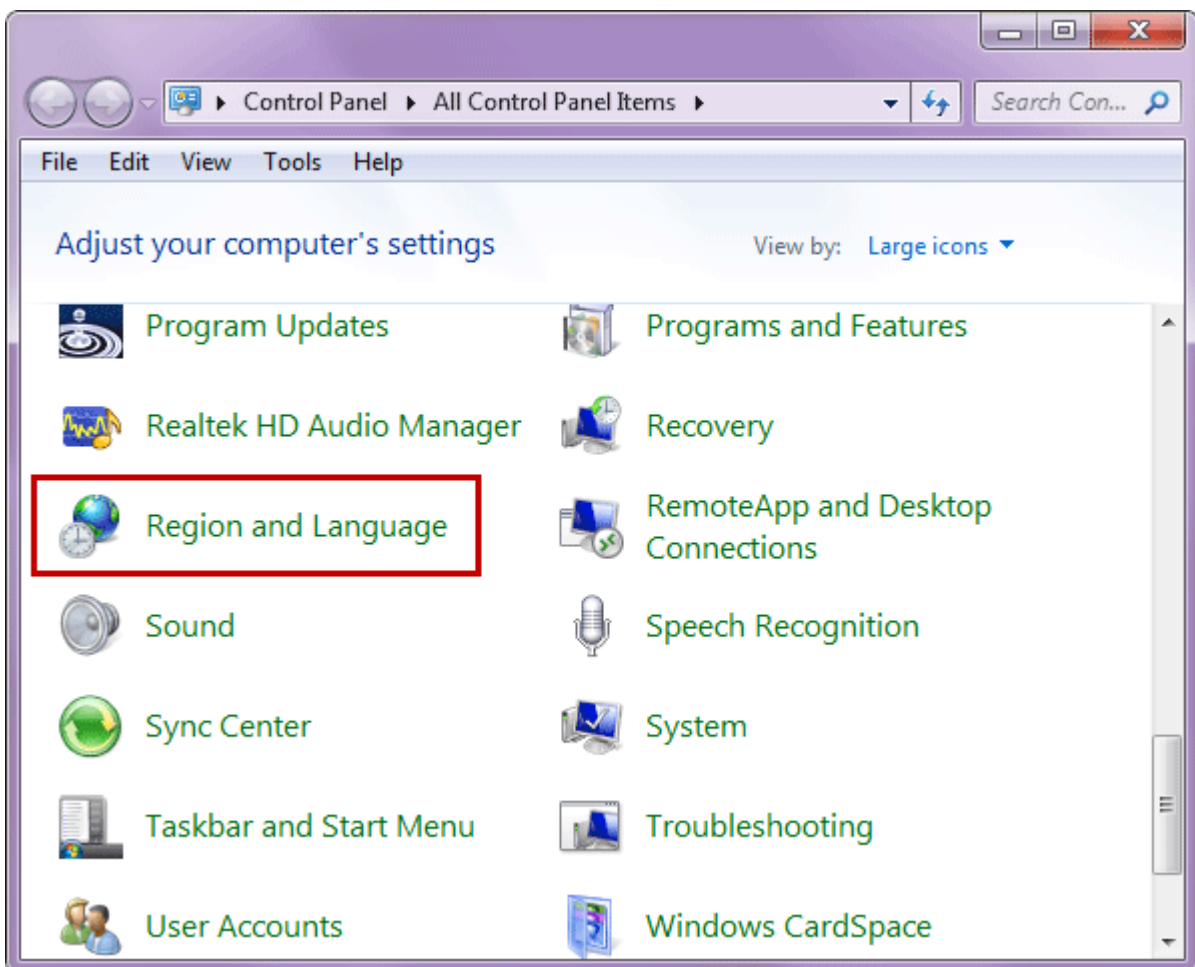 Control Panel All Control Panel Items Search Con...
File Edit View Tools Help
Adjust your computer's settings View by: Large icons
Program Updates Programs and Features
Realtek HD Audio Manager Recovery
Region and Language RemoteApp and Desktop
Connections
Sound Speech Recognition
Sync Center System
Taskbar and Start Menu Troubleshooting
User Accounts Windows CardSpace